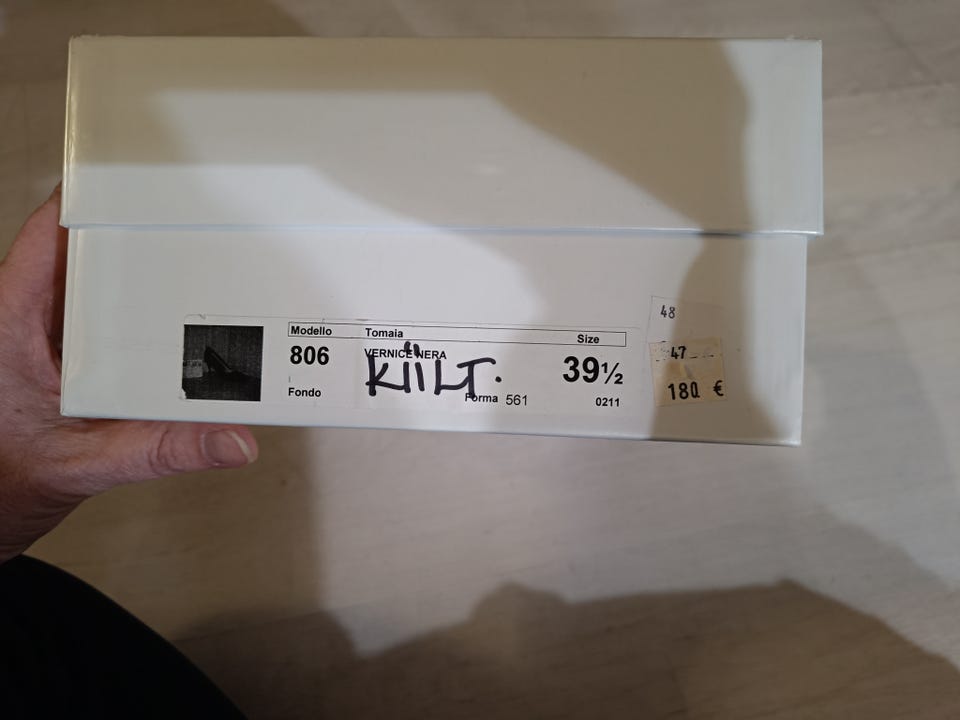 Modello Tomaia Size
806 VERNICE NERA 39½
KIILT.
Fondo Forma 561 0211
48
47
180 €